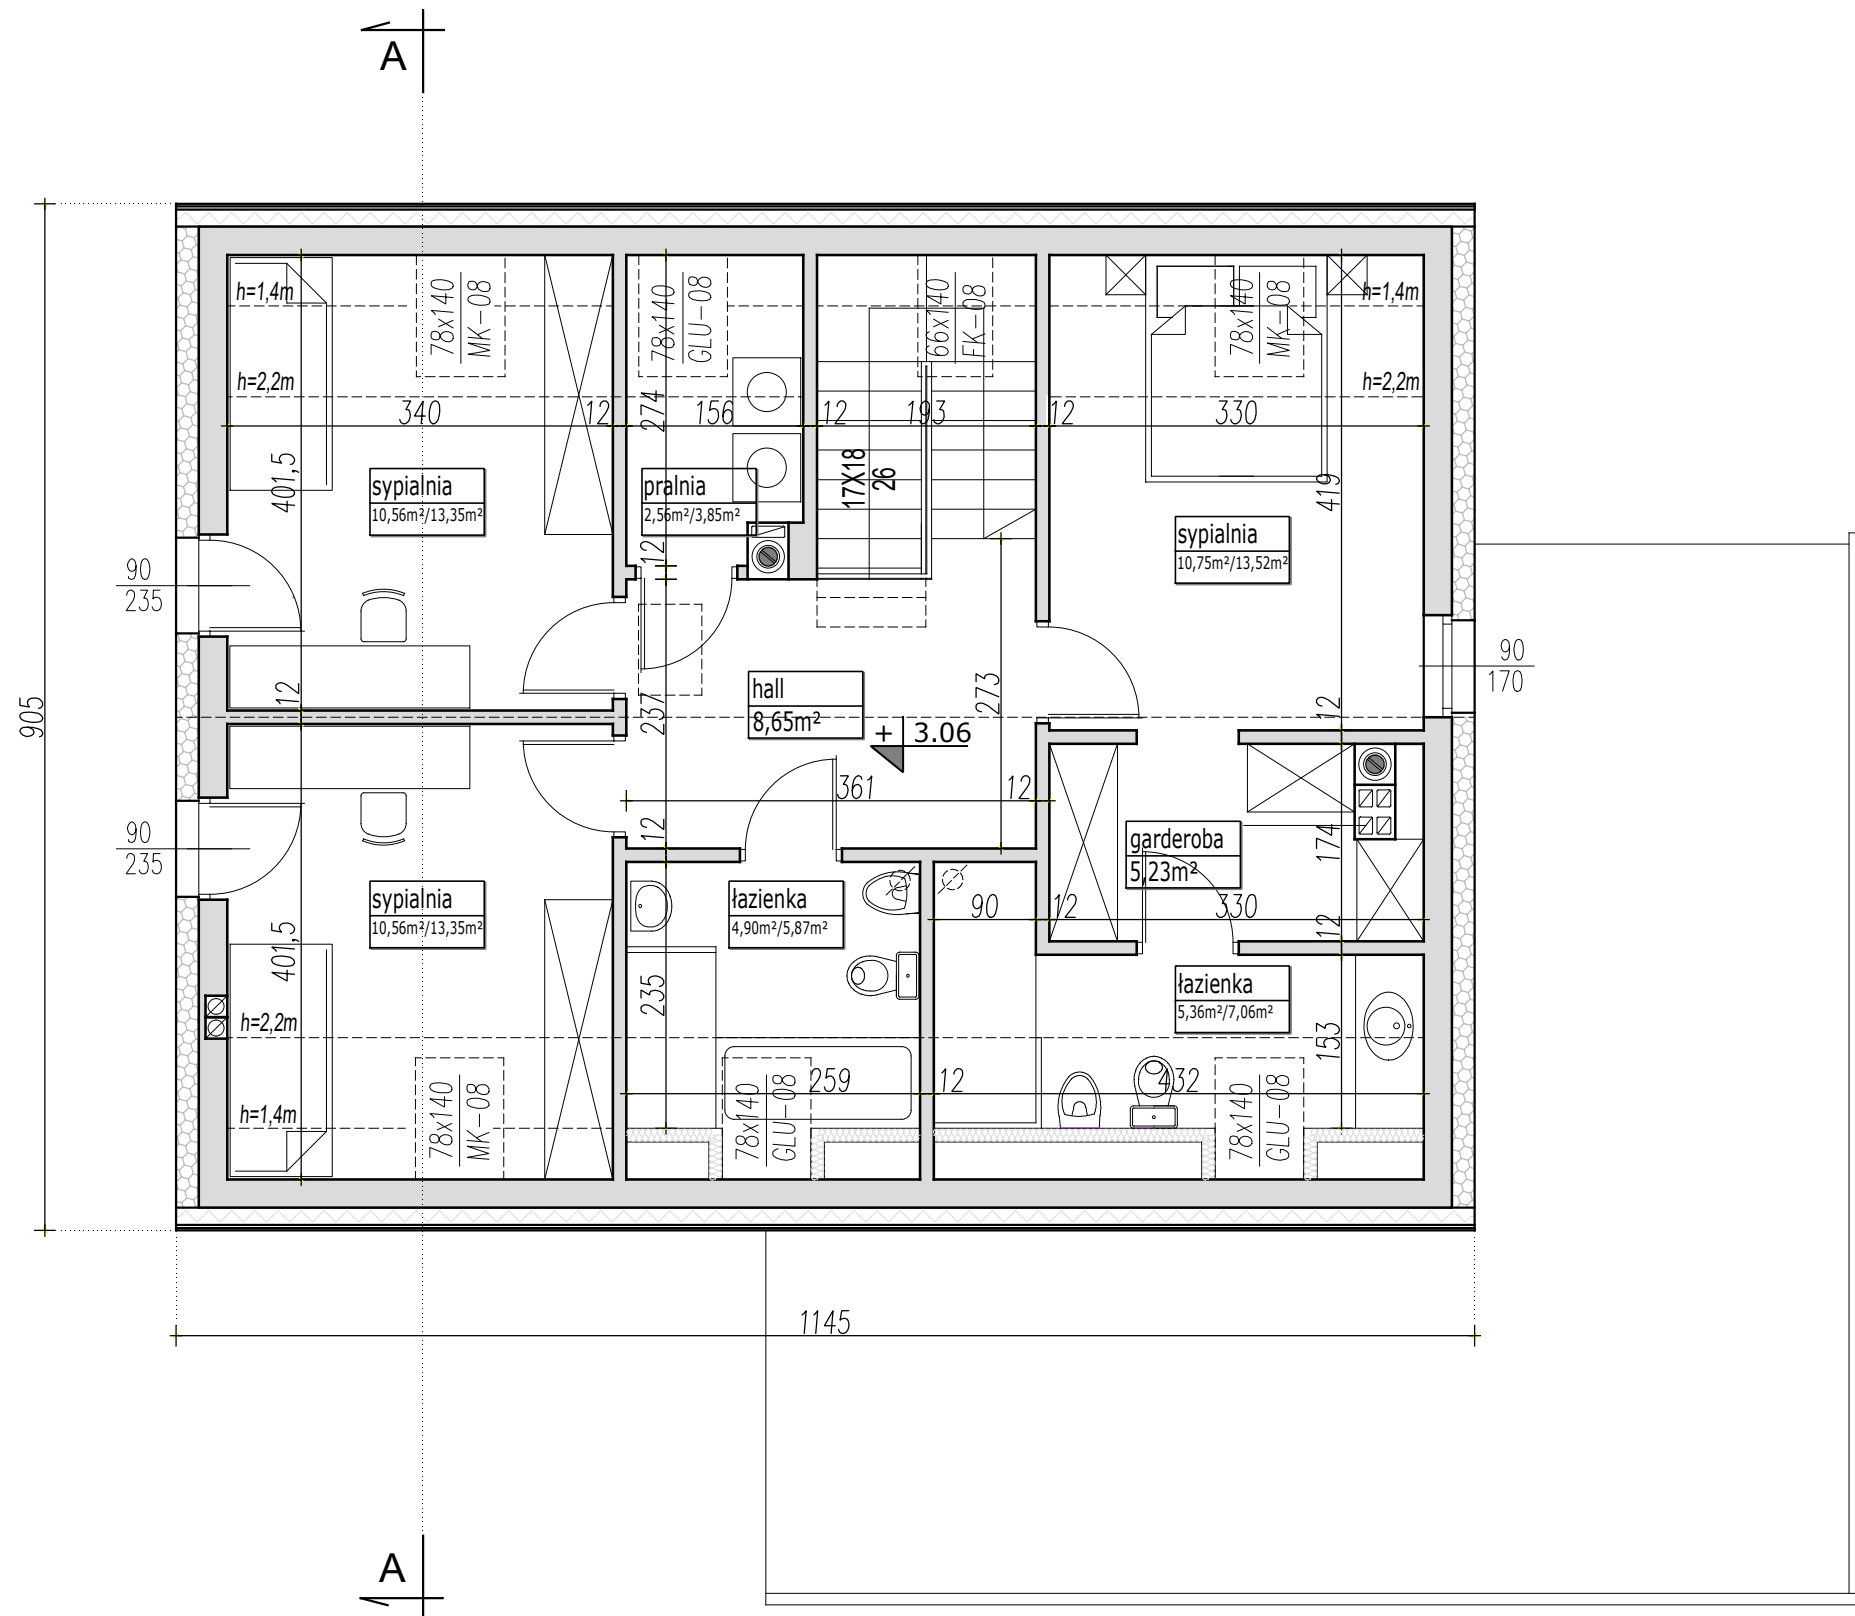 A
h=1,4m
78x140
MK-08
78x140
GLU-08
66x140
FK-08
78x140
MK-08
h=1,4m
h=2,2m
h=2,2m
340
12
156
12
193
12
330
274
401,5
sypialnia
10,56m²/13,35m²
pralnia
2,56m²/3,85m²
17X18
26
419
sypialnia
10,75m²/13,52m²
12
90
235
90
170
905
12
237
hall
8,65m²
273
12
+ 3.06
361
12
90
235
12
garderoba
5,23m²
174
sypialnia
10,56m²/13,35m²
łazienka
4,90m²/5,87m²
90
12
330
12
401,5
235
łazienka
5,36m²/7,06m²
153
h=2,2m
259
12
432
h=1,4m
78x140
MK-08
78x140
GLU-08
78x140
GLU-08
1145
A